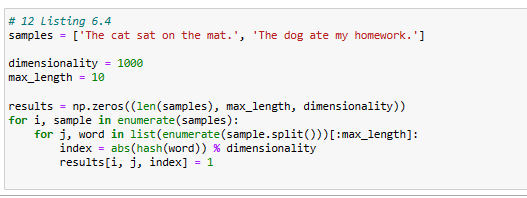 # 12 Listing 6.4
samples = ['The cat sat on the mat.', 'The dog ate my homework.']
dimensionality = 1000
max_length = 10
results = np.zeros((len(samples), max_length, dimensionality))
for i, sample in enumerate(samples):
    for j, word in list(enumerate(sample.split()))[:max_length]:
        index = abs(hash(word)) % dimensionality
        results[i, j, index] = 1